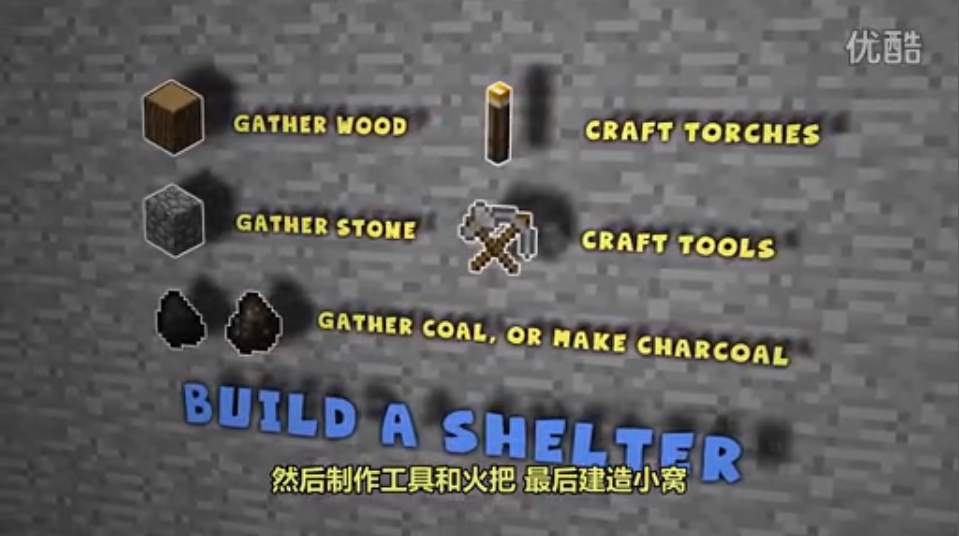 优酷
GATHER WOOD
CRAFT TORCHES
GATHER STONE
CRAFT TOOLS
GATHER COAL, OR MAKE CHARCOAL
BUILD A SHELTER
然后制作工具和火把 最后建造小窝